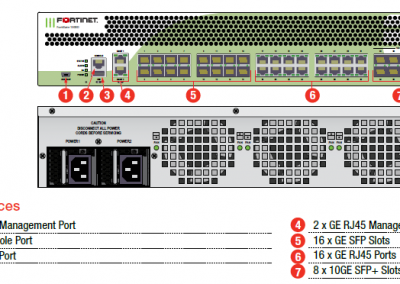 FORTINET
1
2
3
4
5
6
7
CAUTION
DISCONNECT ALL POWER
CODES BEFORE SERVICING
POWER1
POWER2
ces
Management Port
ole Port
Port
4 2 x GE RJ45 Manage
5 16 x GE SFP Slots
6 16 x GE RJ45 Ports
7 8 x 10GE SFP+ Slots